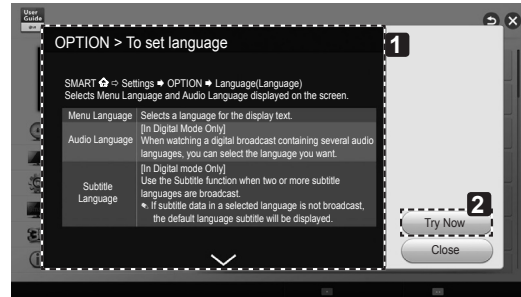 User
Guide
OPTION > To set language
1
SMART ⇨ Settings ➡ OPTION ➡ Language(Language)
Selects Menu Language and Audio Language displayed on the screen.
Menu Language Selects a language for the display text.
Audio Language [In Digital Mode Only]
When watching a digital broadcast containing several audio
languages, you can select the language you want.
Subtitle
Language
[In Digital mode Only]
Use the Subtitle function when two or more subtitle
languages are broadcast.
If subtitle data in a selected language is not broadcast,
the default language subtitle will be displayed.
2
Try Now
Close